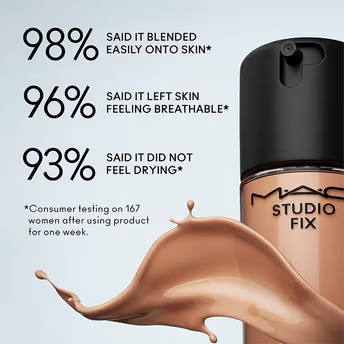 98% SAID IT BLENDED
EASILY ONTO SKIN*
96% SAID IT LEFT SKIN
FEELING BREATHABLE*
93% SAID IT DID NOT
FEEL DRYING*
*Consumer testing on 167
women after using product
for one week.
MAC
STUDIO
FIX